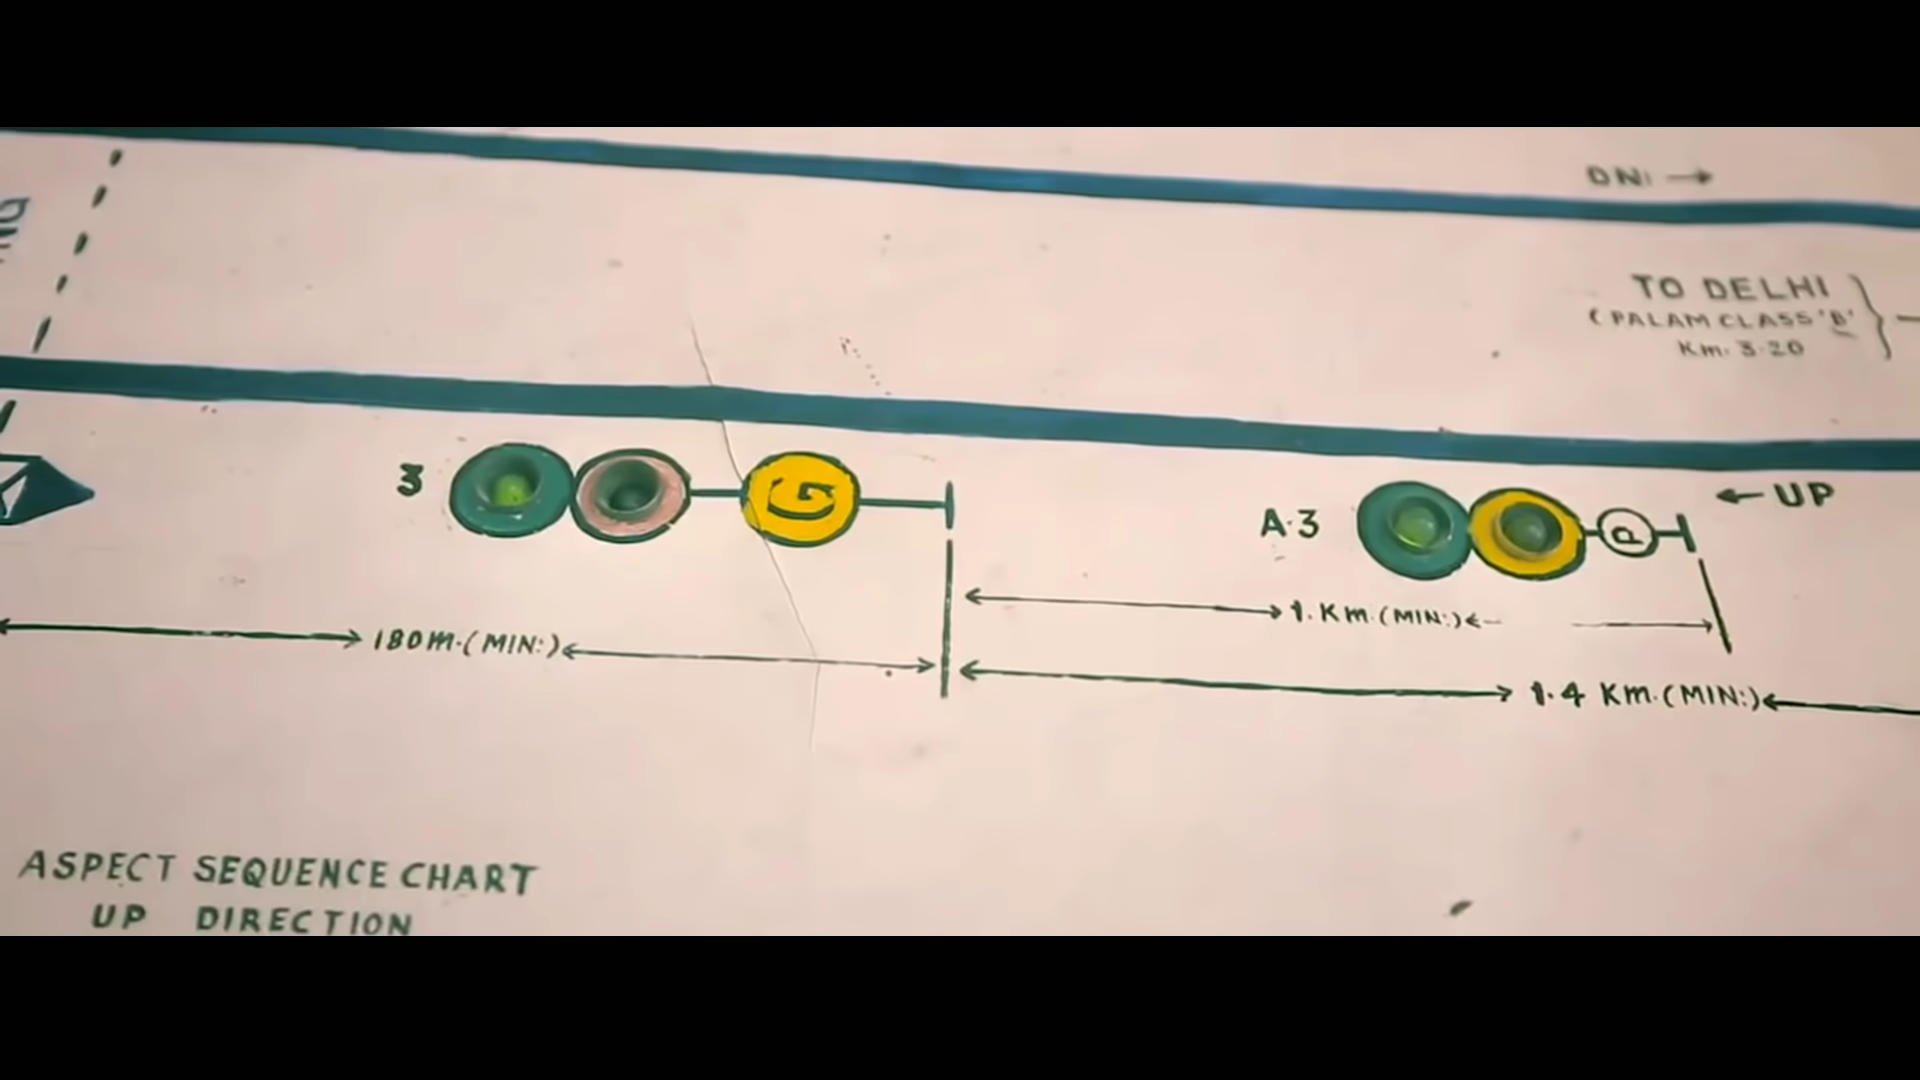 DN: →
TO DELHI
(PALAM CLASS 'B'
Km. 3.20
← UP
3
G
A.3
P
1. Km. (MIN:)
180 m. (MIN:)
1.4 Km. (MIN:)
ASPECT SEQUENCE CHART
UP DIRECTION